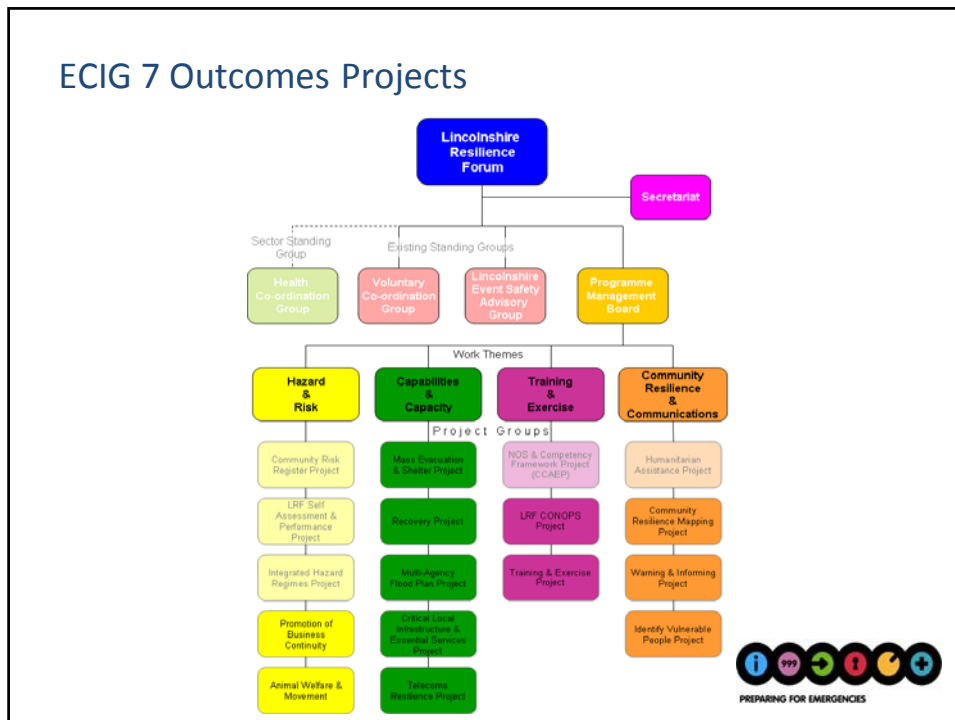 ECIG 7 Outcomes Projects
Lincolnshire
Resilience
Forum
Secretariat
Sector Standing
Group
Existing Standing Groups
Health
Co-ordination
Group
Voluntary
Co-ordination
Group
Lincolnshire
Event Safety
Advisory
Group
Programme
Management
Board
Work Themes
Hazard
&
Risk
Capabilities
&
Capacity
Training
&
Exercise
Community
Resilience
&
Communications
Project Groups
Community Risk
Register Project
Mass Evacuation
& Shelter Project
NOS & Competency
Framework Project
(CCAEP)
Humanitarian
Assistance Project
LRF Self
Assessment &
Performance
Project
Recovery Project
LRF CONOPS
Project
Community
Resilience Mapping
Project
Integrated Hazard
Regimes Project
Multi-Agency
Flood Plan Project
Training & Exercise
Project
Warning & Informing
Project
Promotion of
Business
Continuity
Critical Local
Infrastructure &
Essential Services
Project
Identify Vulnerable
People Project
Animal Welfare &
Movement
Telecoms
Resilience Project
i 999
PREPARING FOR EMERGENCIES